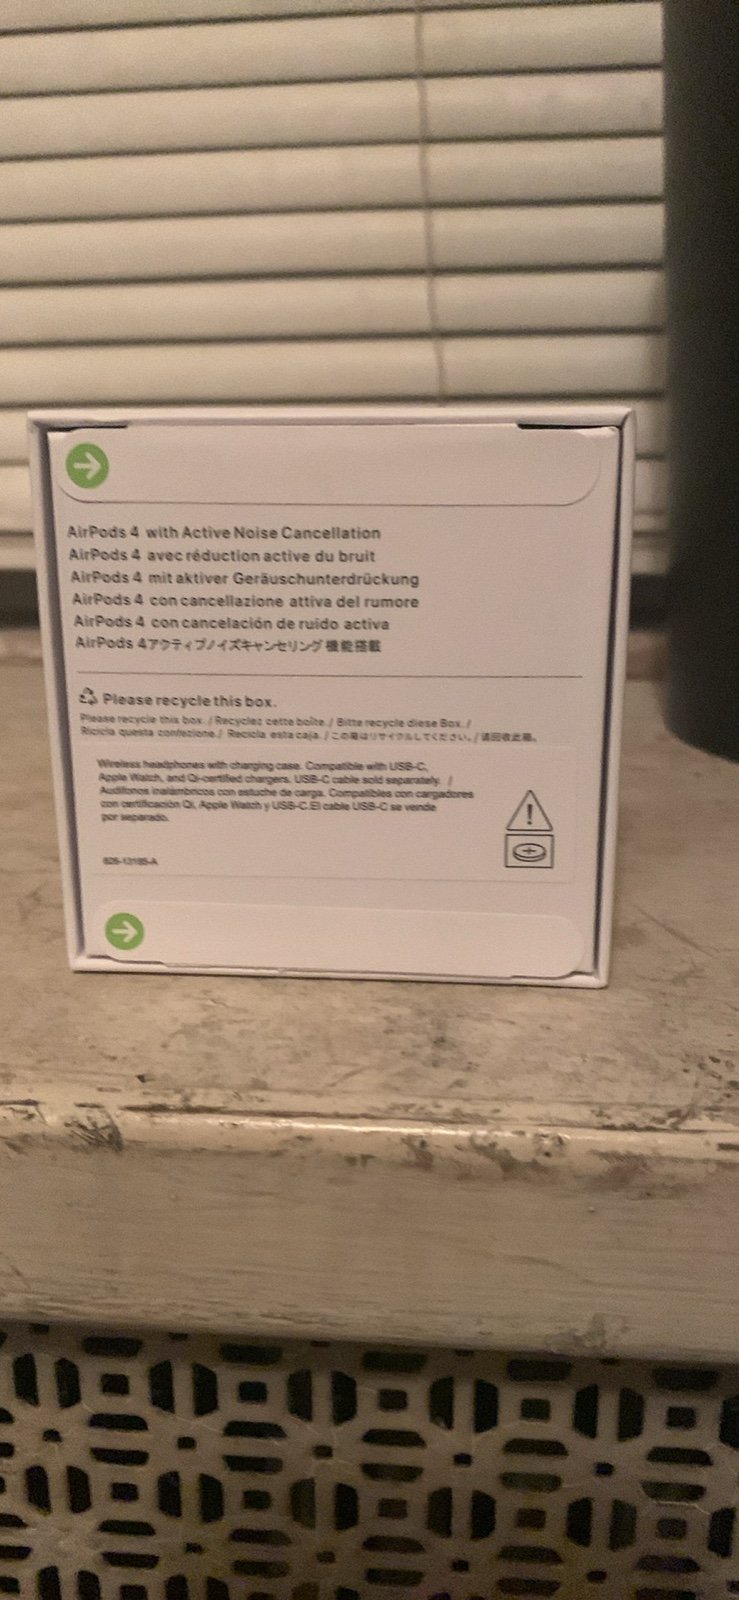 AirPods 4 with Active Noise Cancellation
AirPods 4 avec réduction active du bruit
AirPods 4 mit aktiver Geräuschunterdrückung
AirPods 4 con cancellazione attiva del rumore
AirPods 4 con cancelación de ruido activa
AirPods 4アクティブノイズキャンセリング機能搭載
Please recycle this box.
Please recycle this box. / Recyclez cette boîte. / Bitte recycle diese Box. /
Ricicla questa confezione. / Recicla esta caja. / この箱はリサイクルしてください。/ 请回收此箱。
Wireless headphones with charging case. Compatible with USB-C,
Apple Watch, and Qi-certified chargers. USB-C cable sold separately. /
Audífonos inalámbricos con estuche de carga. Compatibles con cargadores
con certificación Qi, Apple Watch y USB-C. El cable USB-C se vende
por separado.